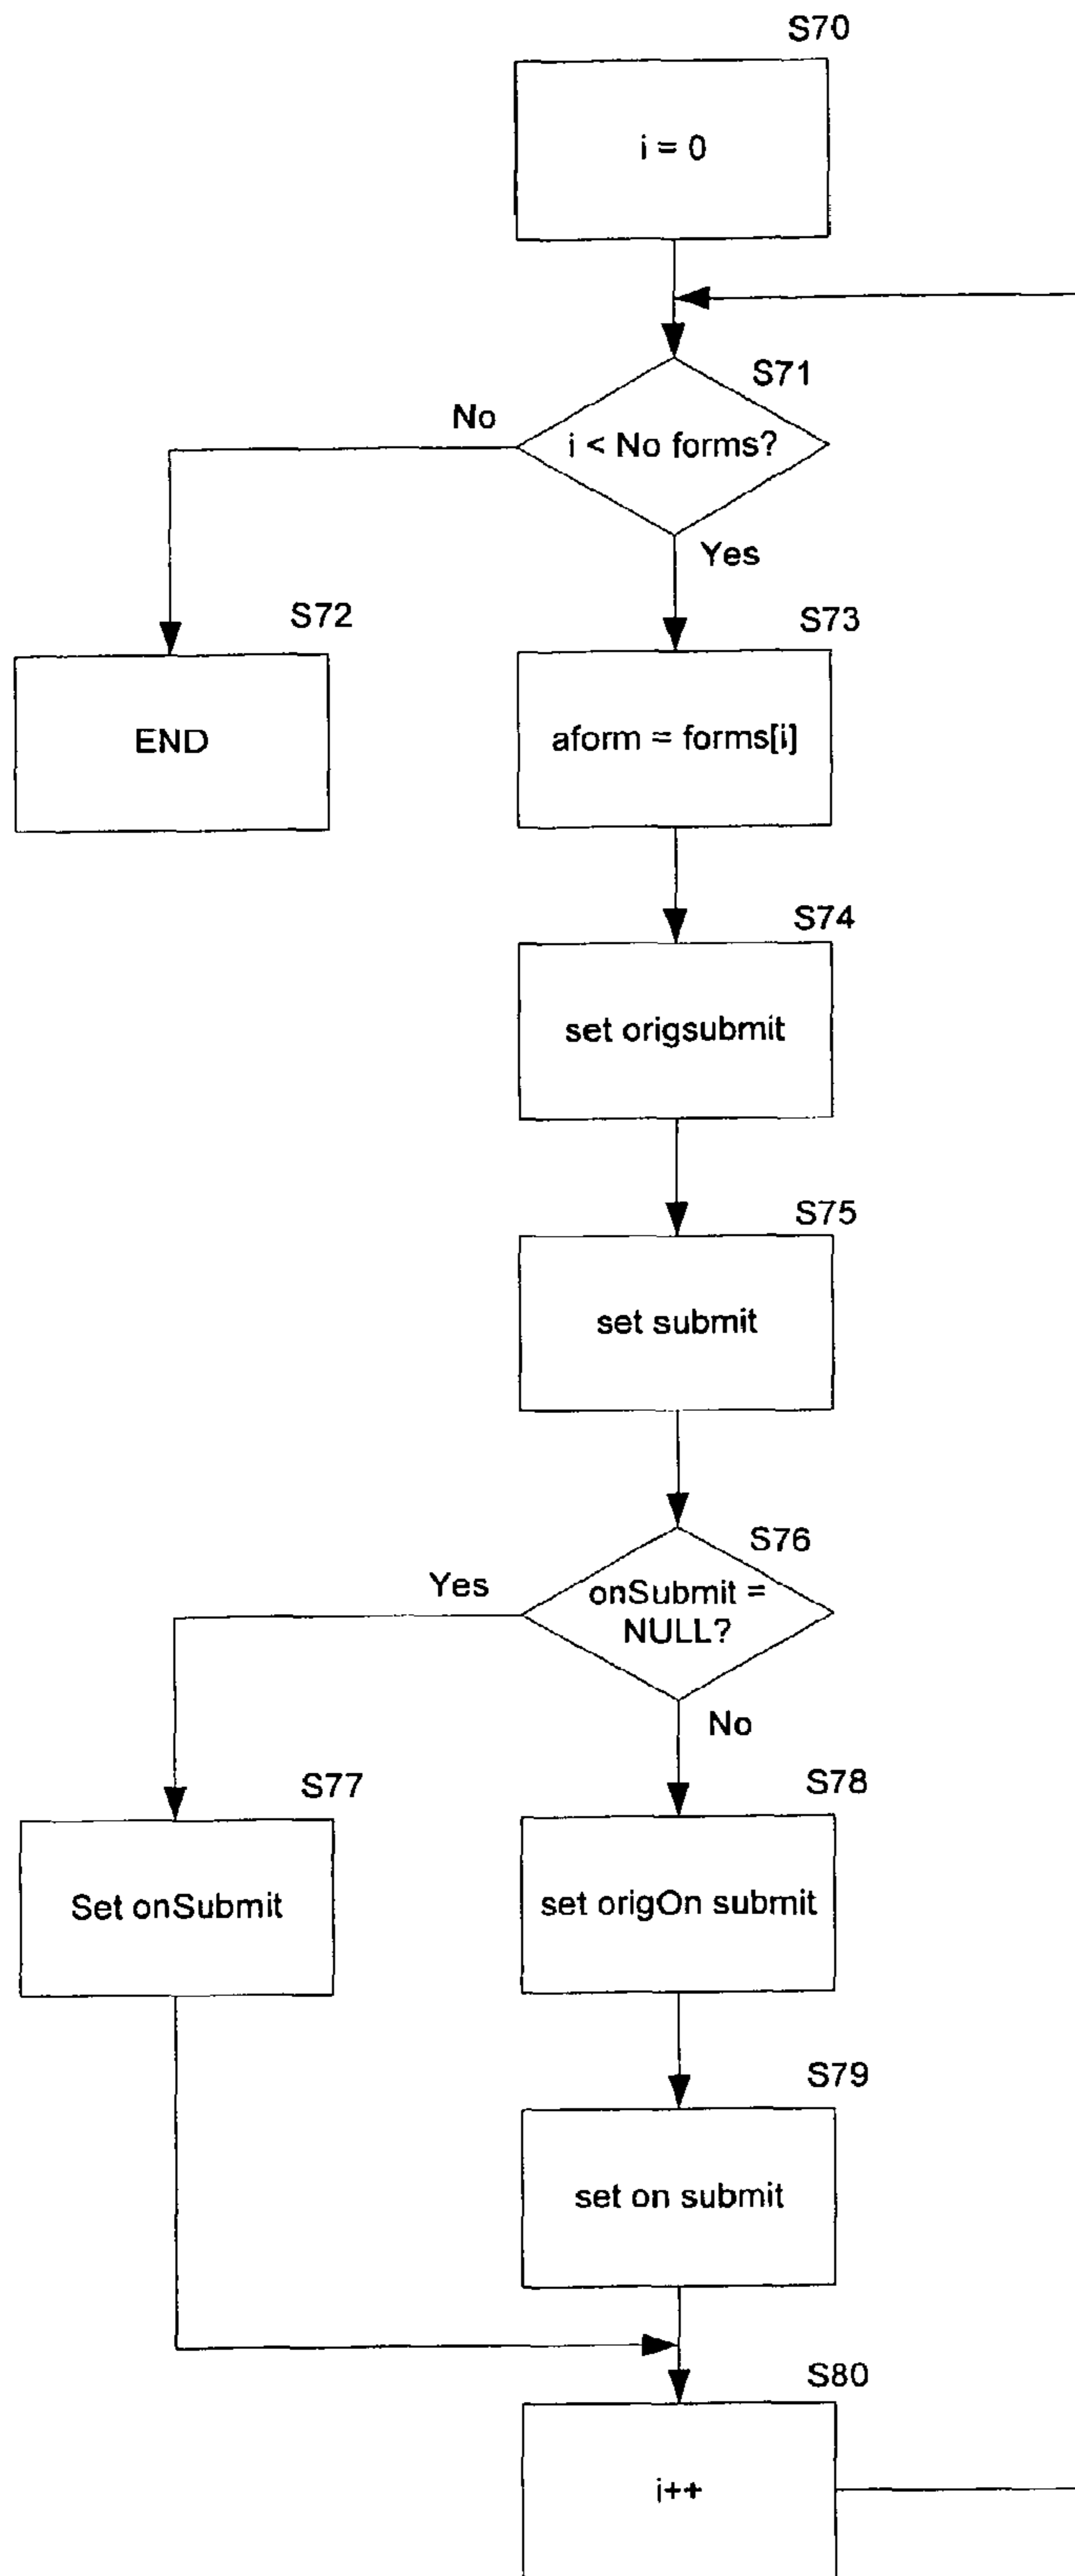 S70
i = 0
S71
No
i < No forms?
Yes
S72
S73
END
aform = forms[i]
S74
set origsubmit
S75
set submit
S76
Yes
onSubmit =
NULL?
No
S77
S78
Set onSubmit
set origOn submit
S79
set on submit
S80
i++